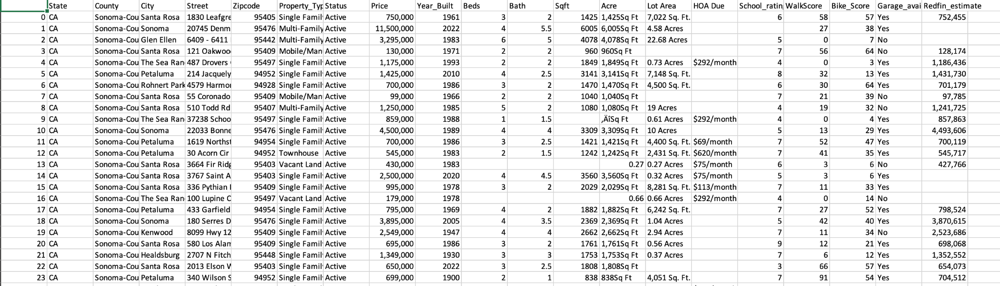 State County City Street Zipcode Property_Typ Status Price Year_Built Beds Bath Sqft Acre Lot Area HOA Due School_ratin WalkScore Bike_Score Garage_avai Redfin_estimate
0 CA Sonoma-Cou Santa Rosa 1830 Leafgre 95405 Single Famil Active 750,000 1961 3 2 1425 1,425Sq Ft 7,022 Sq. Ft. 6 58 57 Yes 752,455
1 CA Sonoma-Cou Sonoma 20745 Denm 95476 Multi-Family Active 11,500,000 2022 4 5.5 6005 6,005Sq Ft 4.58 Acres 27 38 Yes
2 CA Sonoma-Cou Glen Ellen 6409 - 6411 95442 Multi-Family Active 3,295,000 1983 6 5 4078 4,078Sq Ft 22.68 Acres 5 0 7 No
3 CA Sonoma-Cou Santa Rosa 121 Oakwoo 95409 Mobile/Man Active 130,000 1971 2 2 960 960Sq Ft 7 56 64 No 128,174
4 CA Sonoma-Cou The Sea Ran 487 Drovers 95497 Single Famil Active 1,175,000 1993 2 2 1849 1,849Sq Ft 0.73 Acres $292/month 4 0 3 Yes 1,186,436
5 CA Sonoma-Cou Petaluma 214 Jacquely 94952 Single Famil Active 1,425,000 2010 4 2.5 3141 3,141Sq Ft 7,148 Sq. Ft. 8 32 13 Yes 1,431,730
6 CA Sonoma-Cou Rohnert Park 4579 Harmo 94928 Single Famil Active 700,000 1986 3 2 1470 1,470Sq Ft 4,500 Sq. Ft. 6 30 64 Yes 701,179
7 CA Sonoma-Cou Santa Rosa 55 Coronado 95409 Mobile/Man Active 99,000 1966 2 2 1040 1,040Sq Ft 7 21 39 No 97,785
8 CA Sonoma-Cou Santa Rosa 510 Todd Rd 95407 Multi-Family Active 1,250,000 1985 5 2 1080 1,080Sq Ft 19 Acres 4 19 32 No 1,241,725
9 CA Sonoma-Cou The Sea Ran 37238 Schoo 95497 Single Famil Active 859,000 1988 1 1.5 ‚ÄîSq Ft 0.61 Acres $292/month 4 0 4 Yes 857,863
10 CA Sonoma-Cou Sonoma 22033 Bonne 95476 Single Famil Active 4,500,000 1989 4 4 3309 3,309Sq Ft 10 Acres 5 13 29 Yes 4,493,606
11 CA Sonoma-Cou Petaluma 1619 Northst 94954 Single Famil Active 700,000 1986 3 2.5 1421 1,421Sq Ft 4,400 Sq. Ft. $69/month 7 52 47 Yes 700,119
12 CA Sonoma-Cou Petaluma 30 Acorn Cir 94952 Townhouse Active 545,000 1983 2 1.5 1242 1,242Sq Ft 2,431 Sq. Ft. $620/month 7 41 35 Yes 545,717
13 CA Sonoma-Cou Santa Rosa 3664 Fir Ridg 95403 Vacant Land Active 430,000 1983 0.27 0.27 Acres $75/month 6 3 6 No 427,766
14 CA Sonoma-Cou Santa Rosa 3767 Saint A 95403 Single Famil Active 2,500,000 2020 4 4.5 3560 3,560Sq Ft 0.32 Acres $75/month 5 3 6 Yes
15 CA Sonoma-Cou Santa Rosa 336 Pythian 95409 Single Famil Active 995,000 1978 3 2 2029 2,029Sq Ft 8,281 Sq. Ft. $113/month 7 11 33 Yes
16 CA Sonoma-Cou The Sea Ran 100 Lupine C 95497 Vacant Land Active 179,000 1978 0.66 0.66 Acres $292/month 4 0 14 No
17 CA Sonoma-Cou Petaluma 433 Garfield 94954 Single Famil Active 795,000 1969 4 2 1882 1,882Sq Ft 6,242 Sq. Ft. 7 27 52 Yes 798,524
18 CA Sonoma-Cou Sonoma 180 Serres D 95476 Single Famil Active 3,895,000 2005 4 3.5 2369 2,369Sq Ft 1.04 Acres 5 42 40 Yes 3,870,615
19 CA Sonoma-Cou Kenwood 8099 Hwy 12 95409 Single Famil Active 2,549,000 1947 4 4 2662 2,662Sq Ft 2.94 Acres 7 11 34 No 2,523,686
20 CA Sonoma-Cou Santa Rosa 580 Los Alam 95409 Single Famil Active 695,000 1986 3 2 1761 1,761Sq Ft 0.56 Acres 9 12 21 Yes 698,068
21 CA Sonoma-Cou Healdsburg 2707 N Fitch 95448 Single Famil Active 1,349,000 1930 3 3 1753 1,753Sq Ft 0.37 Acres 7 6 12 Yes 1,352,552
22 CA Sonoma-Cou Santa Rosa 2013 Elson W 95403 Single Famil Active 650,000 2022 3 2.5 1808 1,808Sq Ft 3 66 57 Yes 654,073
23 CA Sonoma-Cou Petaluma 340 Wilson S 94952 Single Famil Active 699,000 1900 2 1 838 838Sq Ft 4,051 Sq. Ft. 7 91 54 Yes 704,512